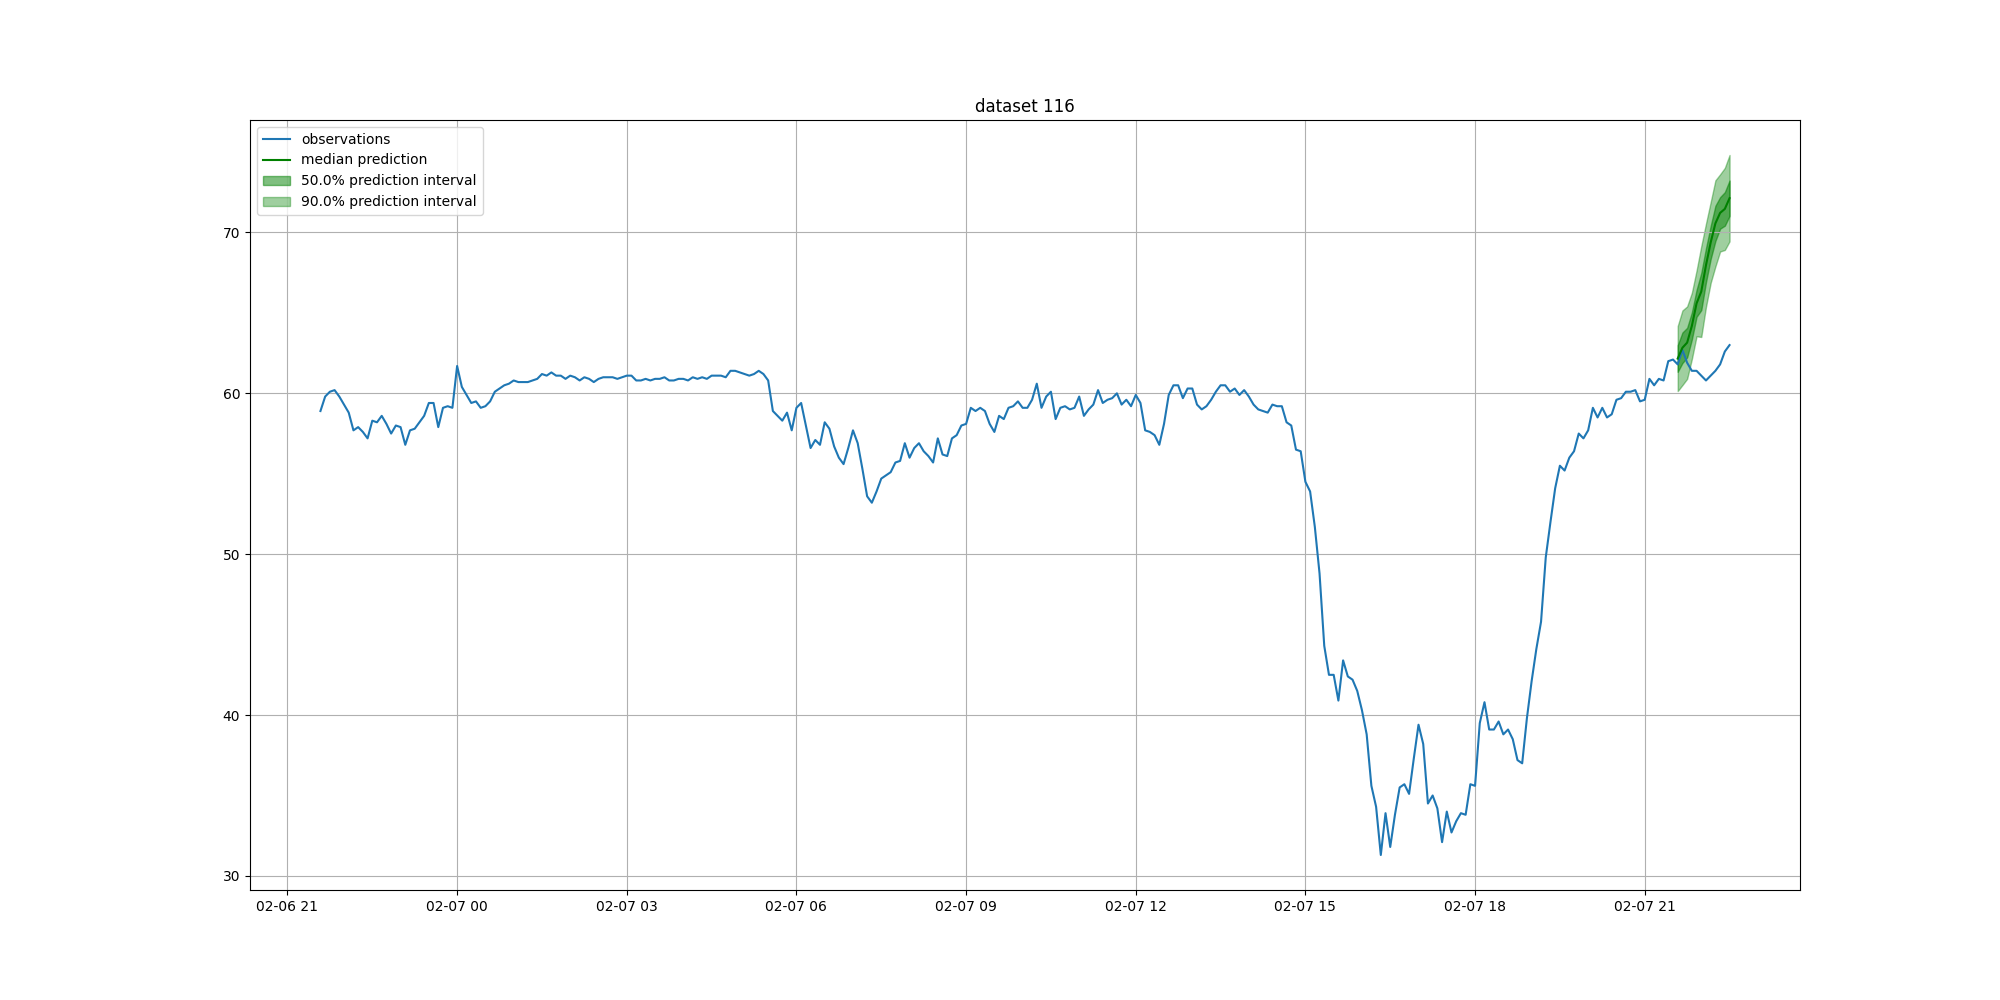 dataset 116
observations
median prediction
50.0% prediction interval
90.0% prediction interval
70
60
50
40
30
02-06 21
02-07 00
02-07 03
02-07 06
02-07 09
02-07 12
02-07 15
02-07 18
02-07 21